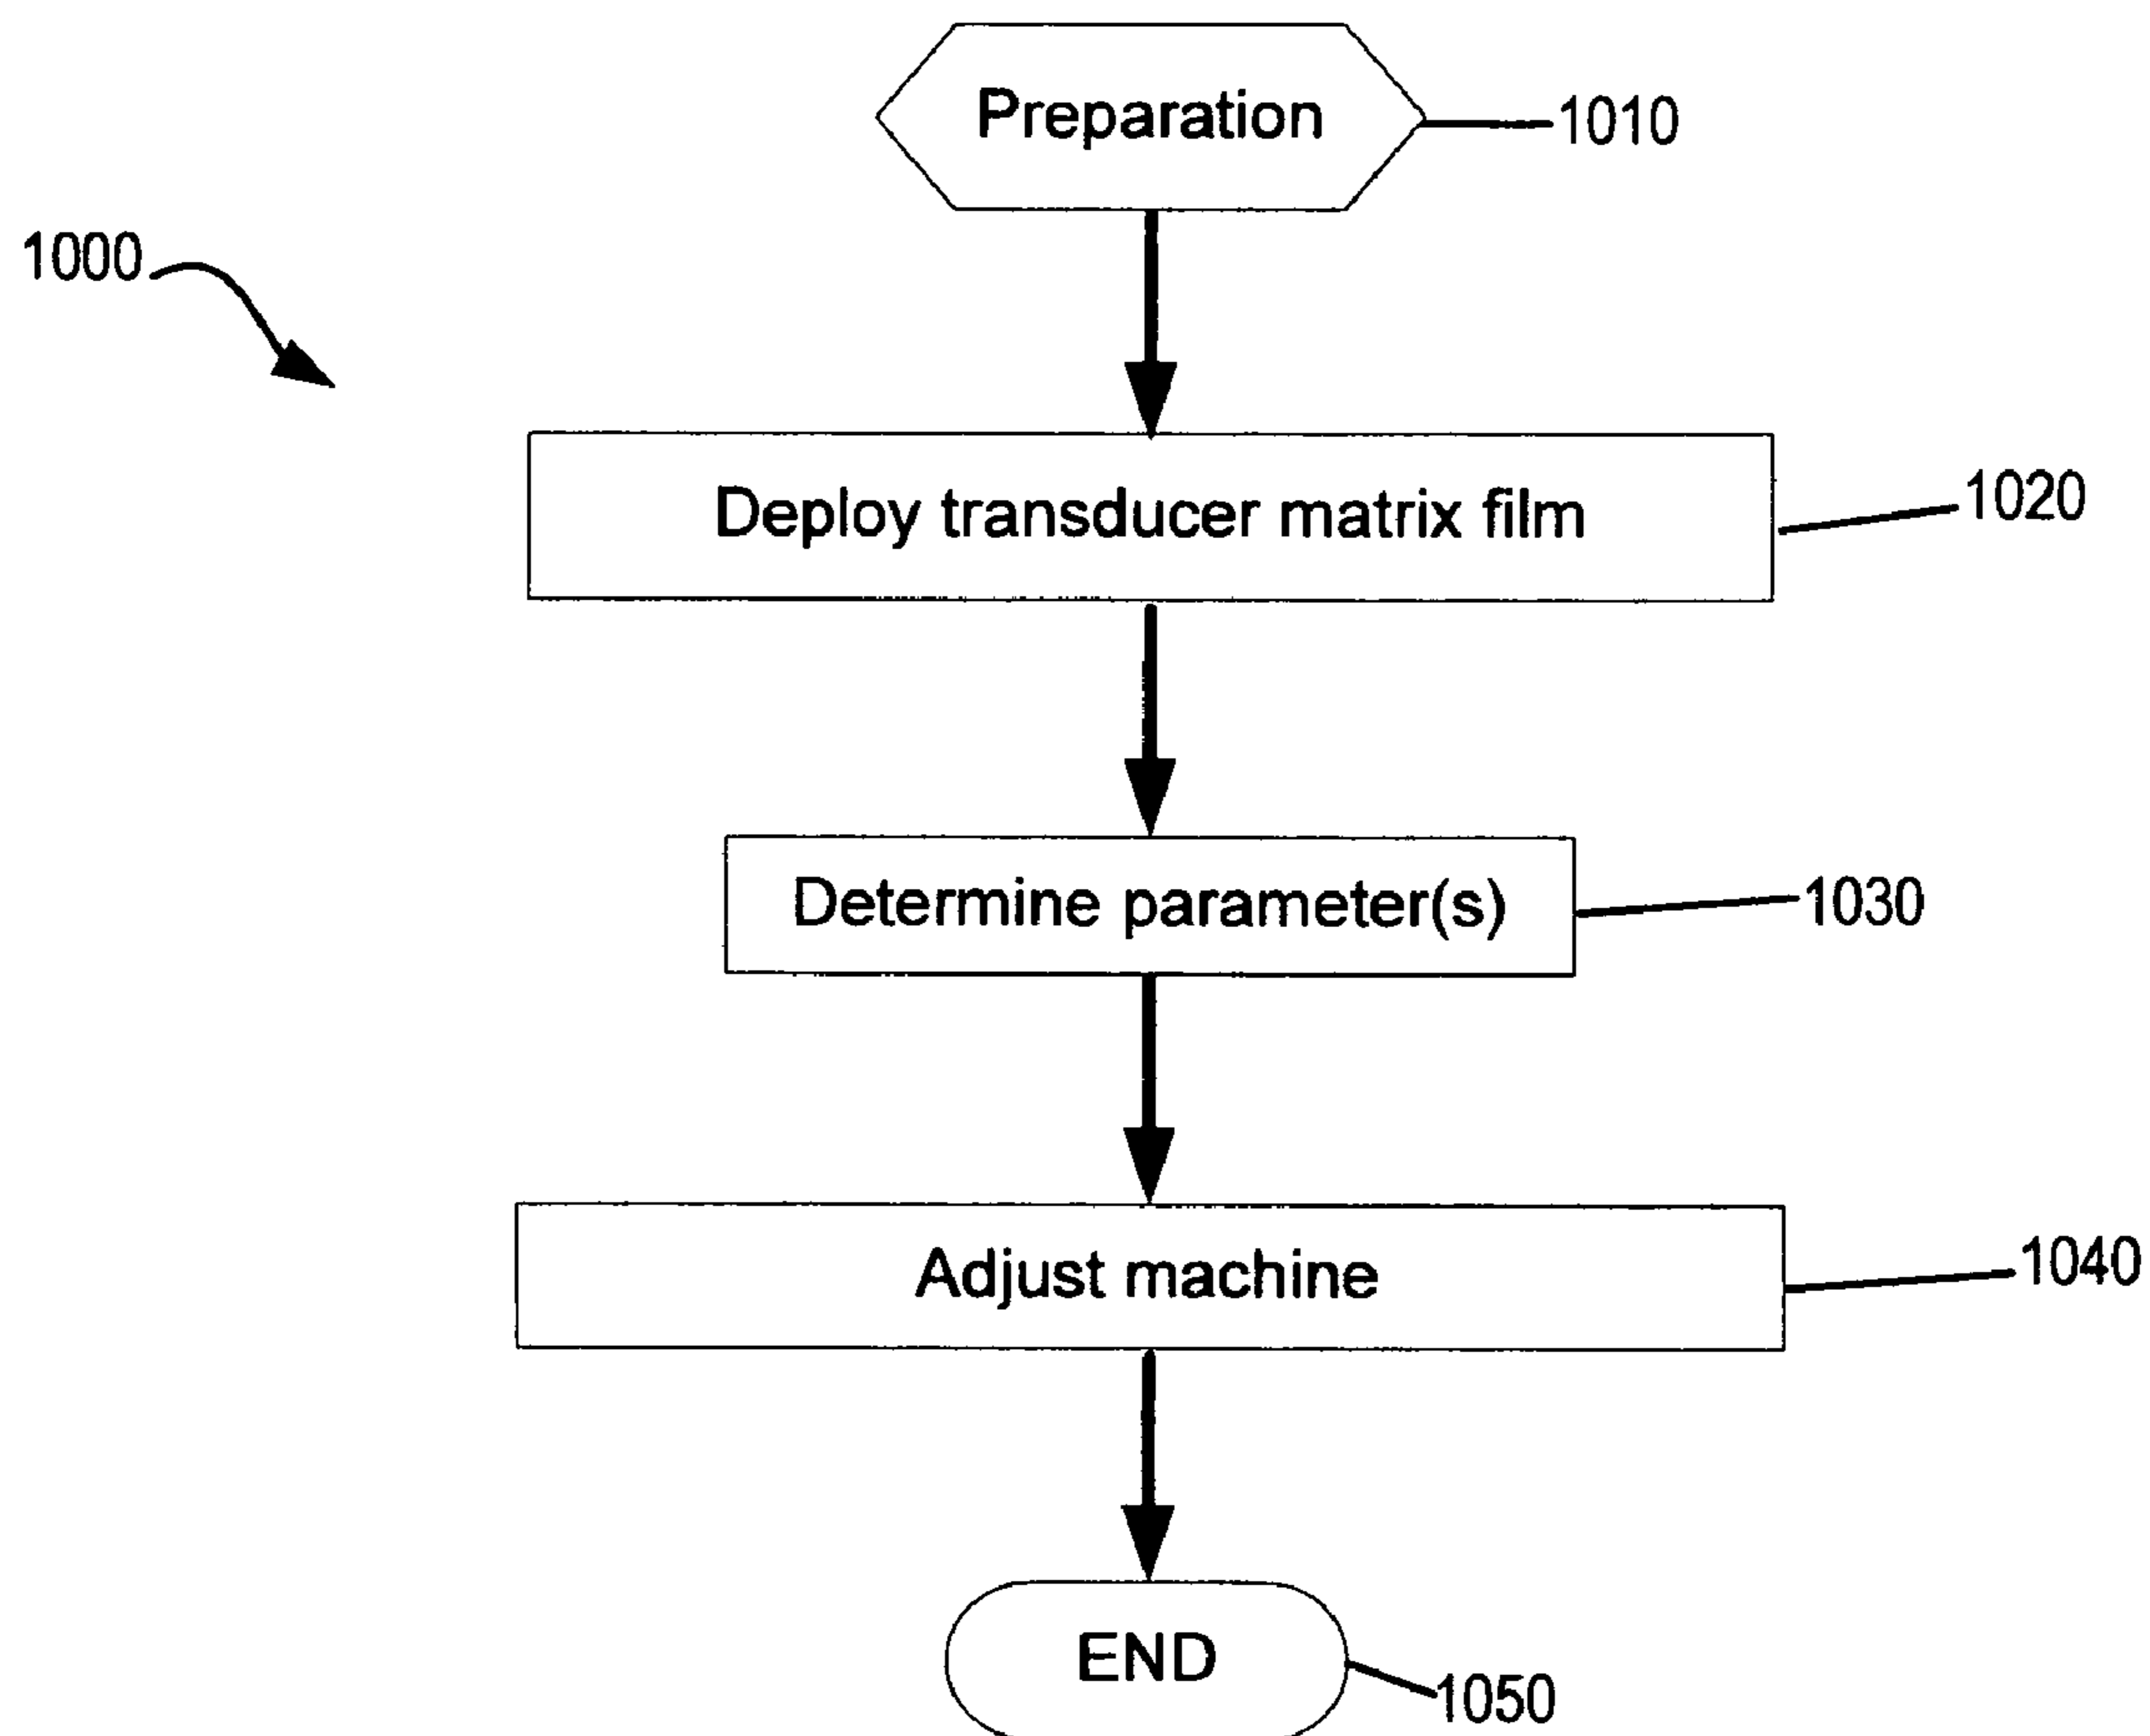 Preparation
1010
1000
Deploy transducer matrix film
1020
Determine parameter(s)
1030
Adjust machine
1040
END
1050